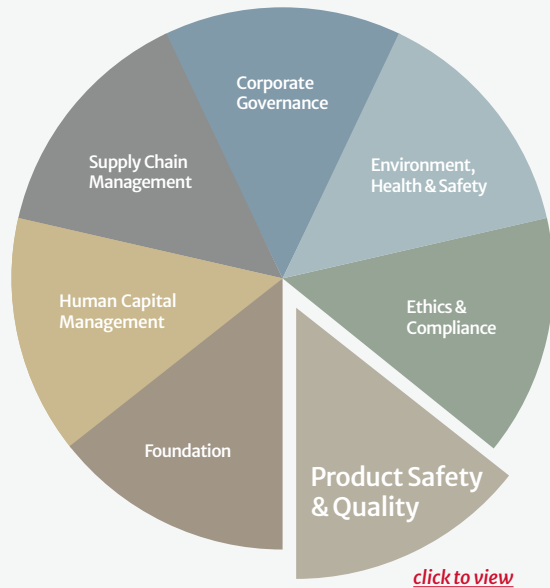 Corporate
Governance
Environment,
Health & Safety
Supply Chain
Management
Human Capital
Management
Ethics &
Compliance
Foundation
Product Safety
& Quality
click to view